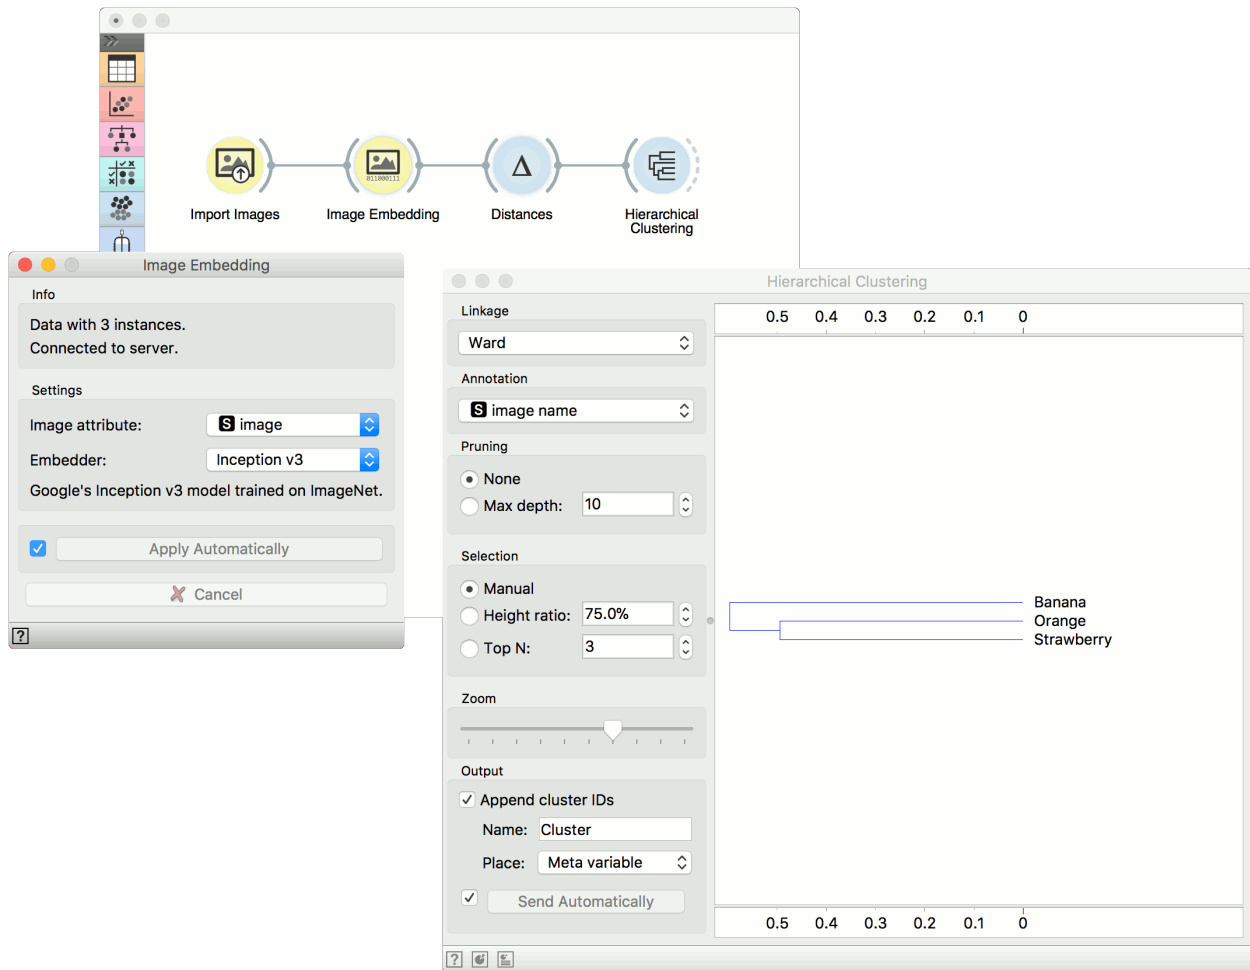 Import Images
Image Embedding
Distances
Hierarchical
Clustering
011000111
Image Embedding
Info
Data with 3 instances.
Connected to server.
Settings
Image attribute:
S image
Embedder:
Inception v3
Google's Inception v3 model trained on ImageNet.
Apply Automatically
Cancel
?
Hierarchical Clustering
Linkage
Ward
Annotation
S image name
Pruning
None
Max depth: 10
Selection
Manual
Height ratio: 75.0%
Top N: 3
Zoom
Output
Append cluster IDs
Name: Cluster
Place: Meta variable
Send Automatically
?
0.5 0.4 0.3 0.2 0.1 0
Banana
Orange
Strawberry
0.5 0.4 0.3 0.2 0.1 0